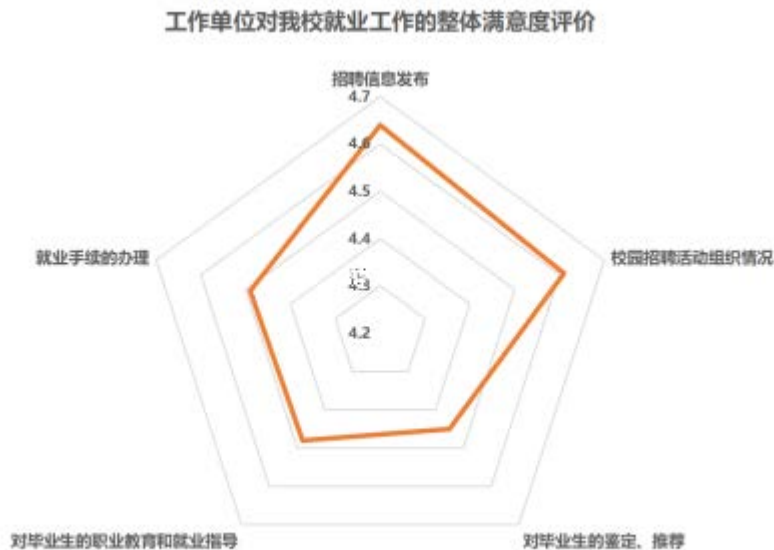 工作单位对我校就业工作的整体满意度评价
招聘信息发布
4.7
4.6
4.5
4.4
4.3
4.2
就业手续的办理
校园招聘活动组织情况
对毕业生的职业教育和就业指导
对毕业生的鉴定、推荐